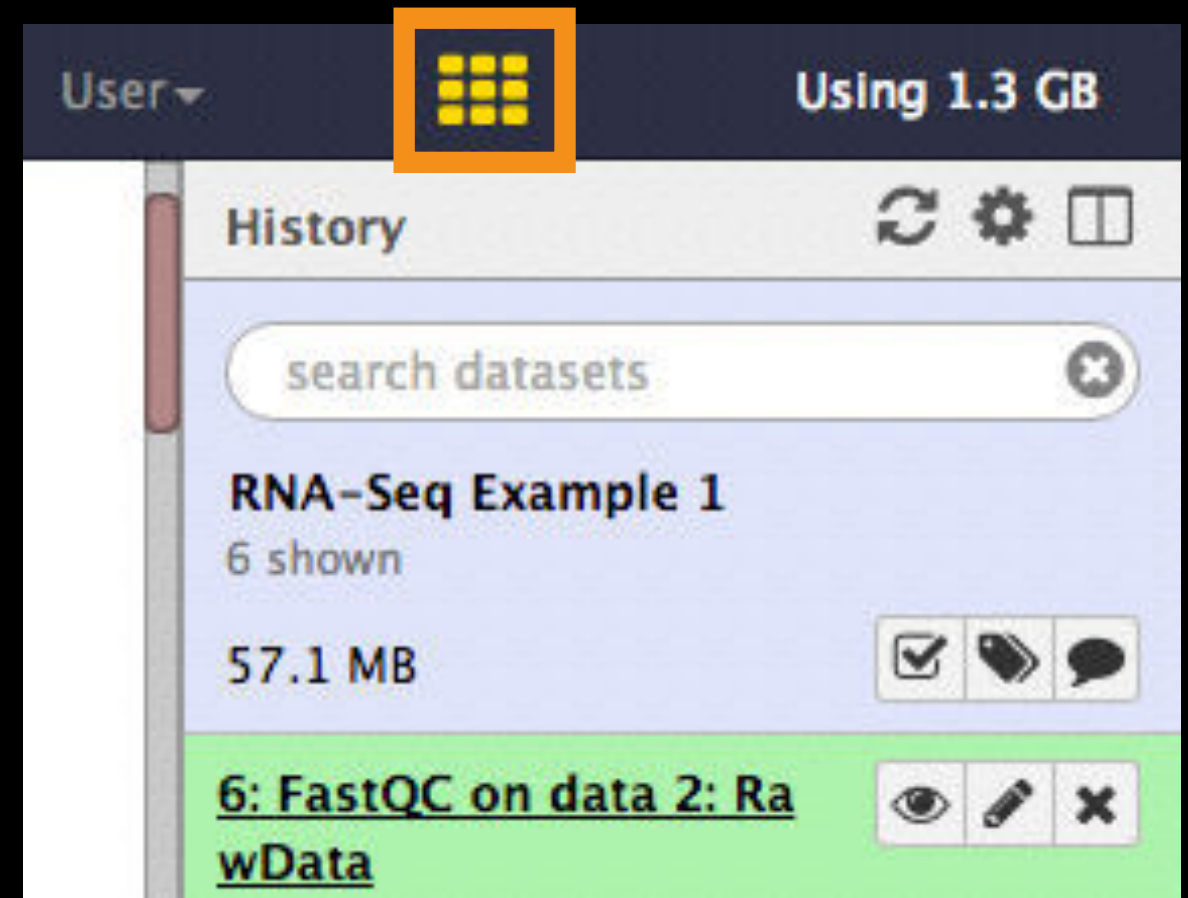 User
Using 1.3 GB
History
search datasets
RNA-Seq Example 1
6 shown
57.1 MB
6: FastQC on data 2: Ra
wData